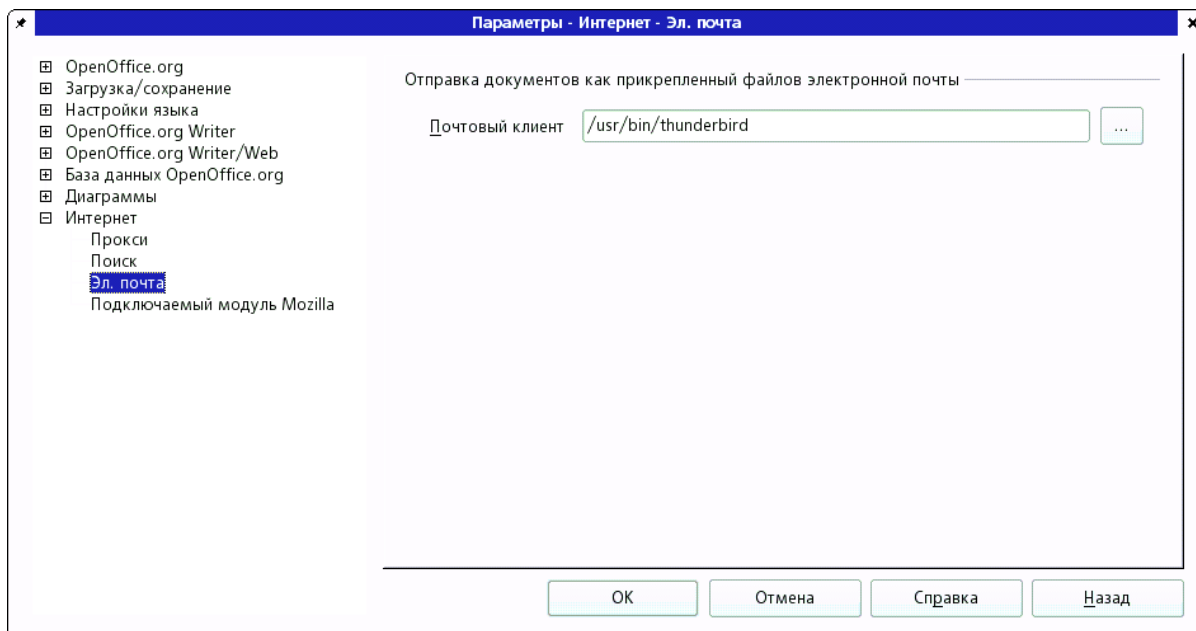 Параметры - Интернет - Эл. почта
OpenOffice.org
Загрузка/сохранение
Настройки языка
OpenOffice.org Writer
OpenOffice.org Writer/Web
База данных OpenOffice.org
Диаграммы
Интернет
Прокси
Поиск
Эл. почта
Подключаемый модуль Mozilla
Отправка документов как прикрепленный файлов электронной почты
Почтовый клиент /usr/bin/thunderbird ...
OK Отмена Справка Назад